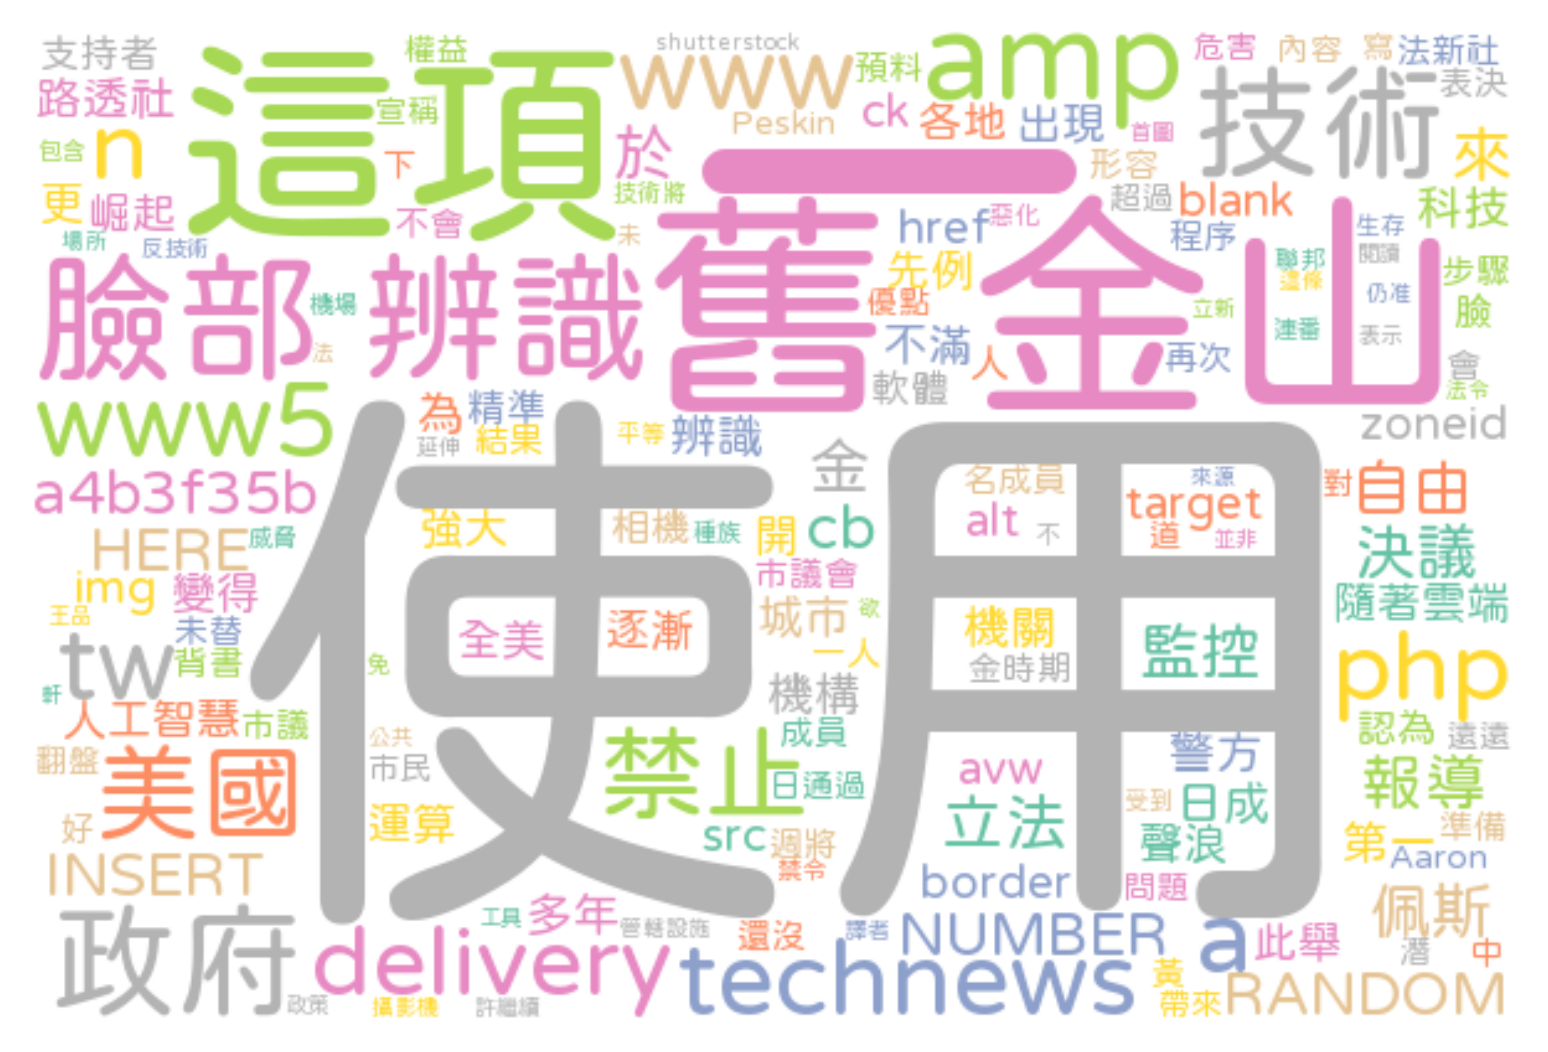 支持者
權益
shutterstock
www
預料
amp
危害
內容
寫
法新社
路透社
這項
宣稱
ck
各地
出現
首圖
技術
表決
包含
n
下
於
Peskin
形容
來
更
崛起
不會
技術將
一
超過
blank
科技
場所
反技術
未
舊金山
href
惡化
程序
生存
閱讀
臉部
機場
辨識
先例
聯邦
這條
步驟
法
優點
立新
仍准
臉
連番
表示
不滿
人
再次
會
軟體
法令
www5
為
精準
延伸
結果
平等
辨識
金
zoneid
使用
a4b3f35b
名成員
來源
對
自由
強大
相機
種族
開
cb
alt
不
target
道
並非
HERE
威脅
市議會
決議
img
變得
王品
未替
全美
逐漸
城市
欲
機關
監控
隨著雲端
tw
背書
免
一人
金時期
php
軒
機構
人工智慧
市議
公共
禁止
成員
警方
認為
遠遠
翻盤
美國
市民
日通過
avw
受到
日成
報導
好
運算
src
週將
立法
聲浪
第一
準備
INSERT
禁令
border
問題
Aaron
政府
工具
多年
管轄設施
還沒
譯者
NUMBER
a
此舉
佩斯
潛
中
delivery
technews
黃
政策
攝影機
許繼續
帶來
RANDOM